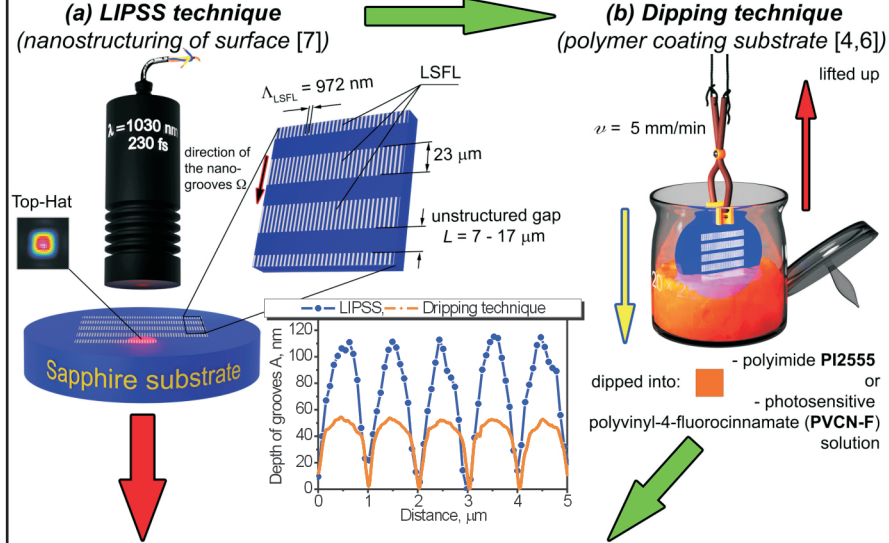 (a) LIPSS technique
(nanostructuring of surface [7])
λ =1030 nm
230 fs
Top-Hat
direction of
the nano-
grooves Ω
Λ_LSFL = 972 nm
LSFL
23 μm
unstructured gap
L = 7 - 17 μm
Sapphire substrate
LIPSS,
Dripping technique
Depth of grooves A, nm
120
100
80
60
40
20
0
0 1 2 3 4 5
Distance, μm
(b) Dipping technique
(polymer coating substrate [4,6])
lifted up
𝑣 = 5 mm/min
dipped into:
- polyimide PI2555
or
- photosensitive
polyvinyl-4-fluorocinnamate (PVCN-F)
solution